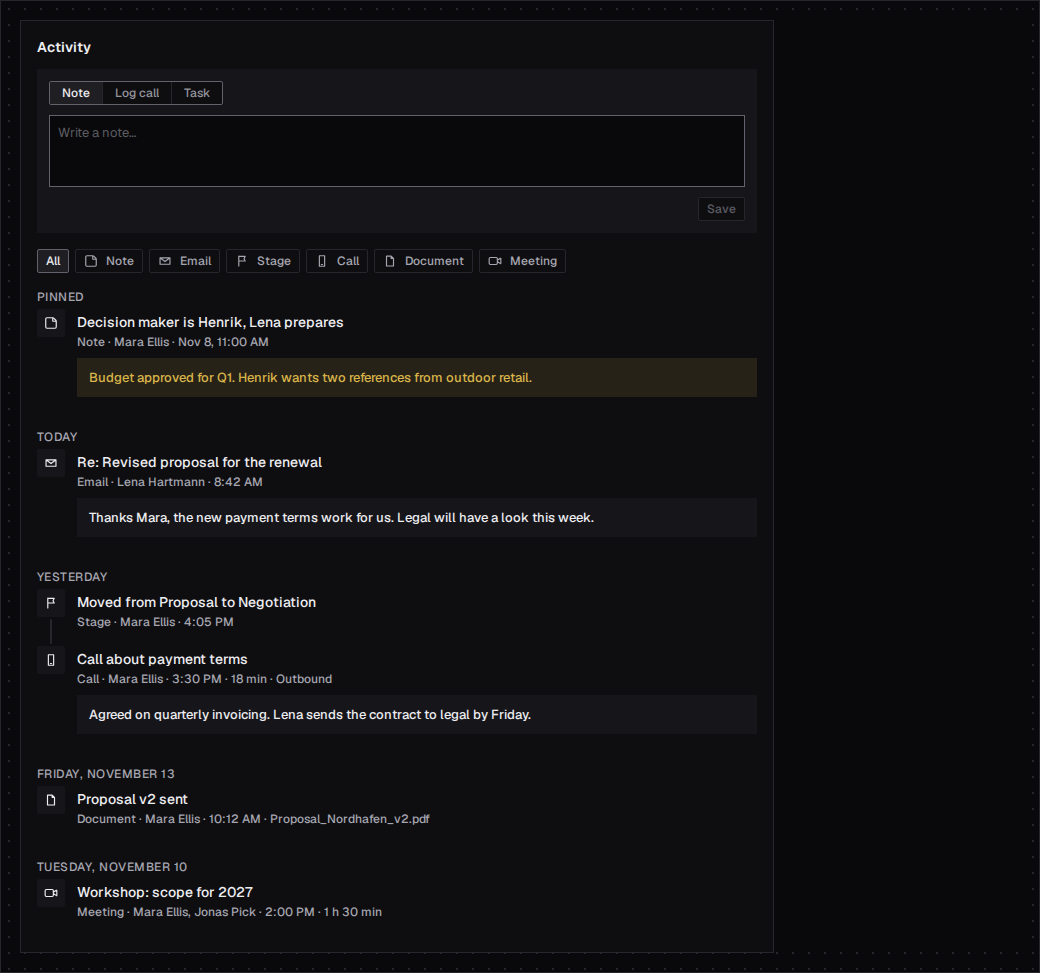 Activity
Note Log call Task
Write a note…
Save
All Note Email Stage Call Document Meeting
PINNED
Decision maker is Henrik, Lena prepares
Note · Mara Ellis · Nov 8, 11:00 AM
Budget approved for Q1. Henrik wants two references from outdoor retail.
TODAY
Re: Revised proposal for the renewal
Email · Lena Hartmann · 8:42 AM
Thanks Mara, the new payment terms work for us. Legal will have a look this week.
YESTERDAY
Moved from Proposal to Negotiation
Stage · Mara Ellis · 4:05 PM
Call about payment terms
Call · Mara Ellis · 3:30 PM · 18 min · Outbound
Agreed on quarterly invoicing. Lena sends the contract to legal by Friday.
FRIDAY, NOVEMBER 13
Proposal v2 sent
Document · Mara Ellis · 10:12 AM · Proposal_Nordhafen_v2.pdf
TUESDAY, NOVEMBER 10
Workshop: scope for 2027
Meeting · Mara Ellis, Jonas Pick · 2:00 PM · 1 h 30 min